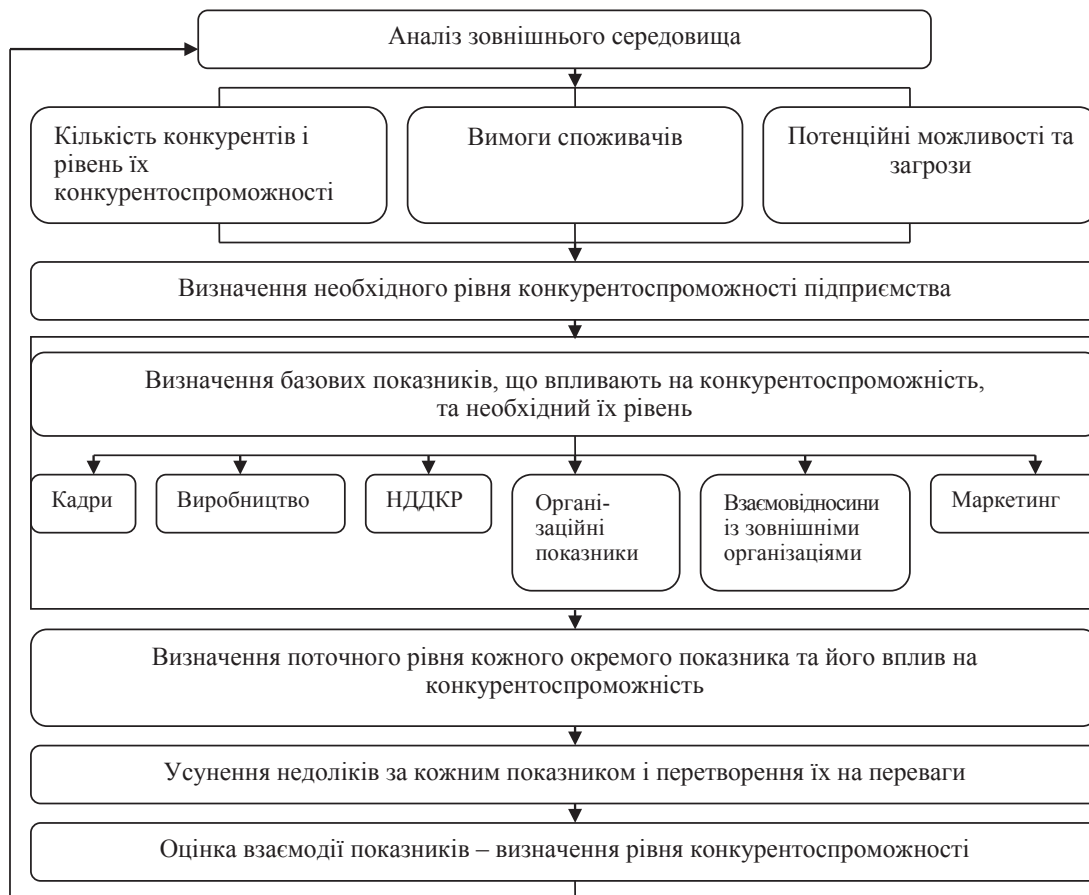 Аналіз зовнішнього середовища
Кількість конкурентів і
рівень їх
конкурентоспроможності
Вимоги споживачів
Потенційні можливості та
загрози
Визначення необхідного рівня конкурентоспроможності підприємства
Визначення базових показників, що впливають на конкурентоспроможність,
та необхідний їх рівень
Кадри
Виробництво
НДДКР
Органі-
заційні
показники
Взаємовідносини
із зовнішніми
організаціями
Маркетинг
Визначення поточного рівня кожного окремого показника та його вплив на
конкурентоспроможність
Усунення недоліків за кожним показником і перетворення їх на переваги
Оцінка взаємодії показників – визначення рівня конкурентоспроможності